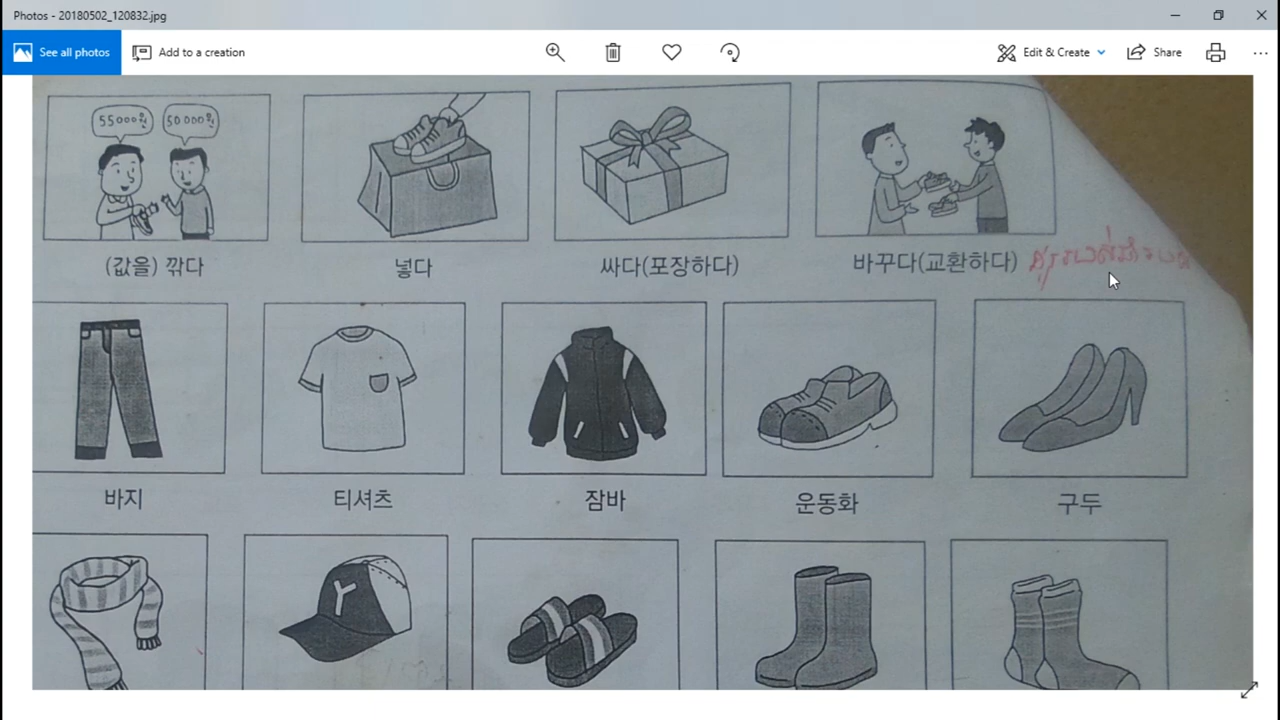 Photos - 20180502_120832.jpg
See all photos
Add to a creation
Edit & Create
Share
55000원
50000원
(값을) 깎다
넣다
싸다(포장하다)
바꾸다(교환하다)
바지
티셔츠
잠바
운동화
구두
Y